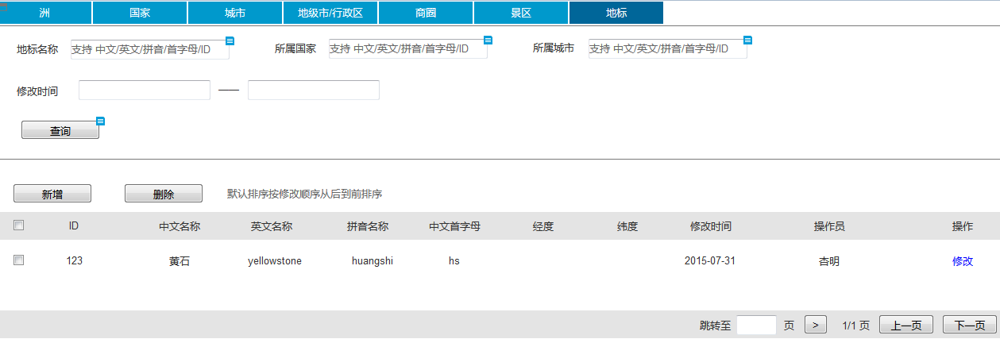 洲 国家 城市 地级市/行政区 商圈 景区 地标
地标名称 支持 中文/英文/拼音/首字母/ID 所属国家 支持 中文/英文/拼音/首字母/ID 所属城市 支持 中文/英文/拼音/首字母/ID
修改时间 ——
查询
新增 删除 默认排序按修改顺序从后到前排序
ID 中文名称 英文名称 拼音名称 中文首字母 经度 纬度 修改时间 操作员 操作
123 黄石 yellowstone huangshi hs 2015-07-31 杏明 修改
跳转至 页 > 1/1 页 上一页 下一页